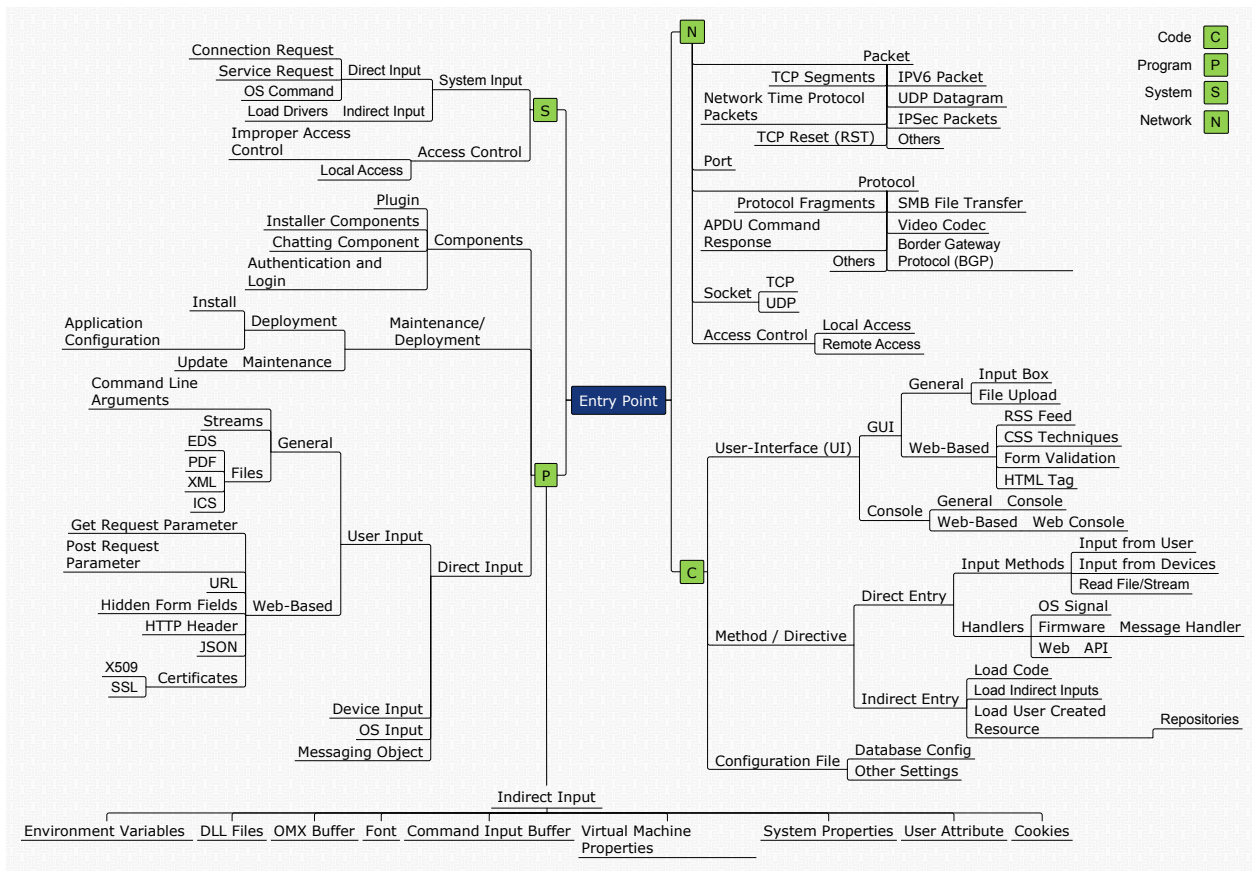 Connection Request
Service Request
OS Command
Direct Input
System Input
Load Drivers
Indirect Input
Improper Access
Control
Local Access
Access Control
S
Plugin
Installer Components
Chatting Component
Authentication and
Login
Components
Install
Application
Configuration
Deployment
Update
Maintenance
Maintenance/
Deployment
Command Line
Arguments
Streams
EDS
PDF
XML
ICS
Files
General
Get Request Parameter
Post Request
Parameter
URL
Hidden Form Fields
HTTP Header
JSON
X509
SSL
Certificates
Web-Based
User Input
Device Input
OS Input
Messaging Object
Direct Input
P
Indirect Input
Environment Variables
DLL Files
OMX Buffer
Font
Command Input Buffer
Virtual Machine
Properties
System Properties
User Attribute
Cookies
Entry Point
N
Packet
TCP Segments
Network Time Protocol
Packets
TCP Reset (RST)
IPV6 Packet
UDP Datagram
IPSec Packets
Others
Port
Protocol
Protocol Fragments
APDU Command
Response
Others
SMB File Transfer
Video Codec
Border Gateway
Protocol (BGP)
Socket
TCP
UDP
Access Control
Local Access
Remote Access
C
User-Interface (UI)
GUI
General
Input Box
File Upload
Web-Based
RSS Feed
CSS Techniques
Form Validation
HTML Tag
Console
General
Console
Web-Based
Web Console
Method / Directive
Direct Entry
Input Methods
Input from User
Input from Devices
Read File/Stream
Handlers
OS Signal
Firmware
Message Handler
Web
API
Indirect Entry
Load Code
Load Indirect Inputs
Load User Created
Resource
Repositories
Configuration File
Database Config
Other Settings
Code C
Program P
System S
Network N